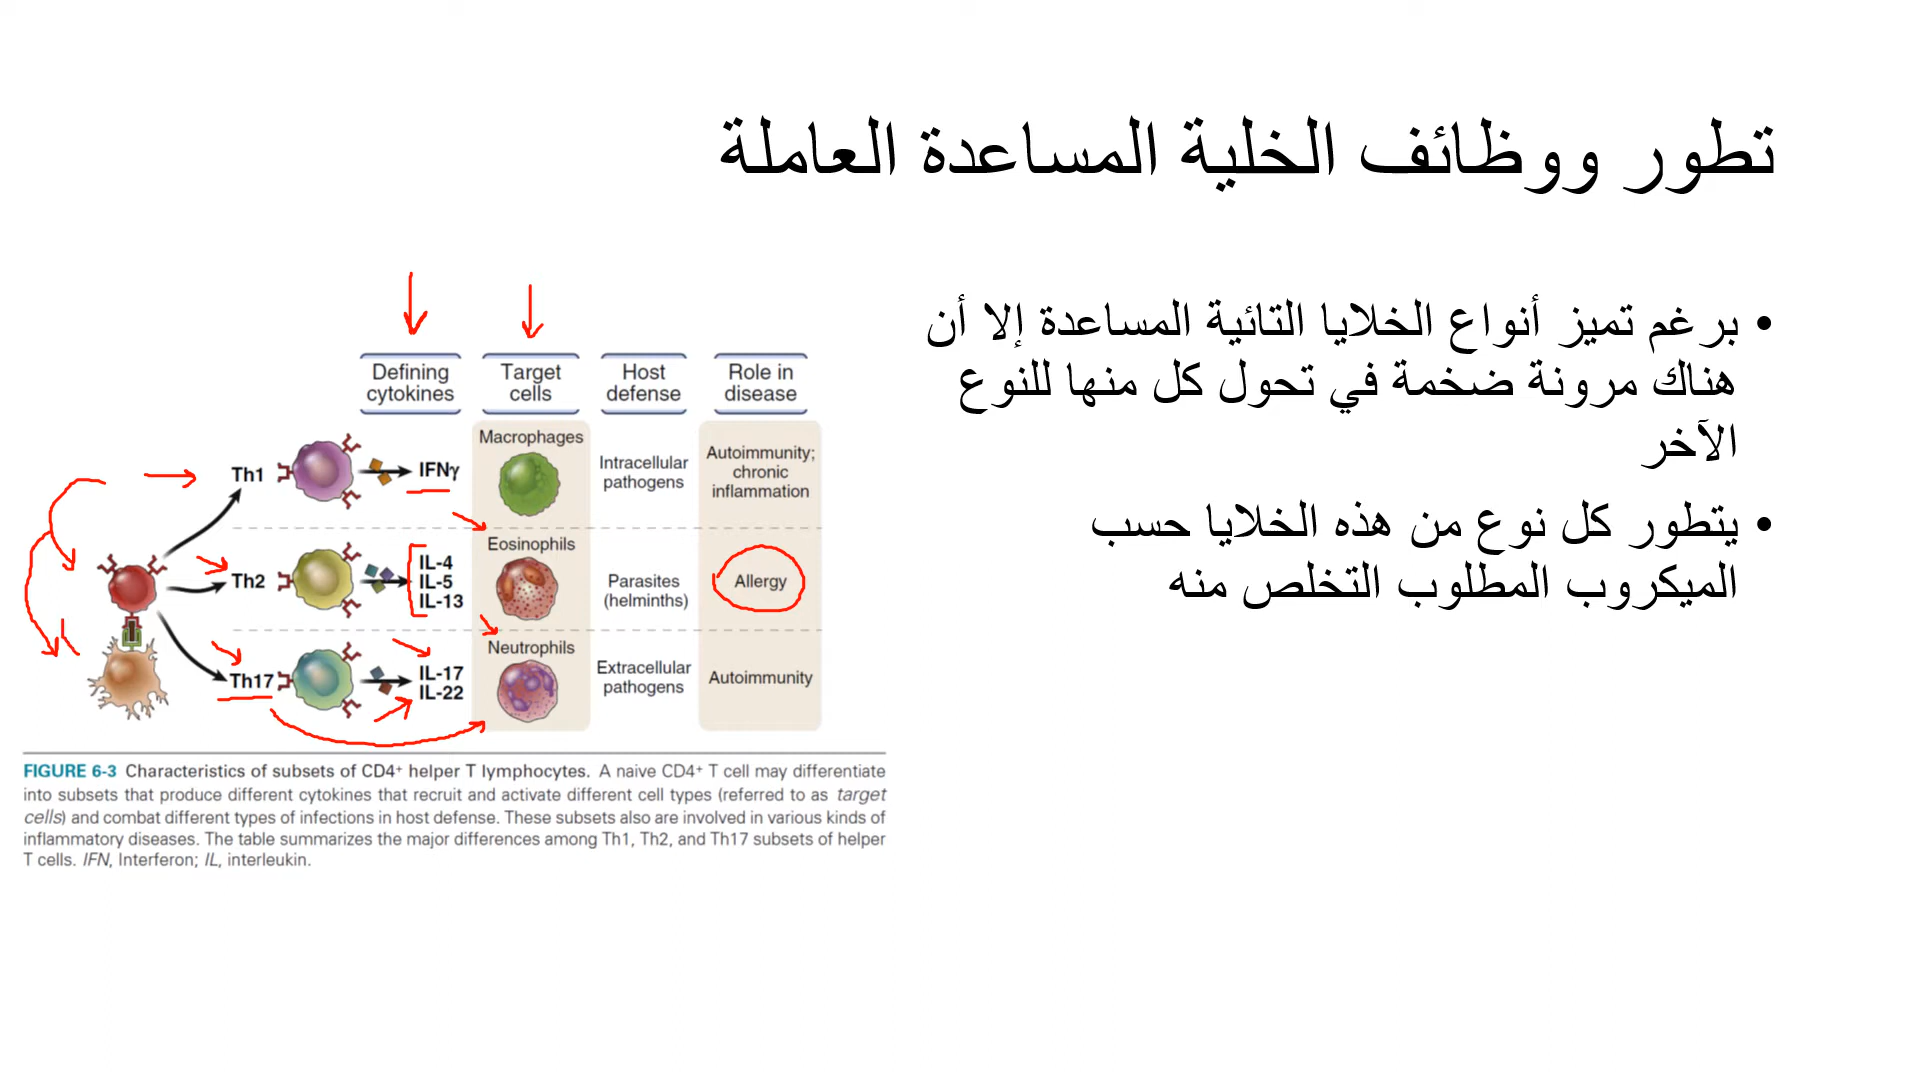 تطور ووظائف الخلية المساعدة العاملة
• برغم تميز أنواع الخلايا التائية المساعدة إلا أن
هناك مرونة ضخمة في تحول كل منها للنوع
الآخر
• يتطور كل نوع من هذه الخلايا حسب
الميكروب المطلوب التخلص منه
Defining cytokines
Target cells
Host defense
Role in disease
Th1
IFNγ
Macrophages
Intracellular pathogens
Autoimmunity; chronic inflammation
Th2
IL-4
IL-5
IL-13
Eosinophils
Parasites (helminths)
Allergy
Th17
IL-17
IL-22
Neutrophils
Extracellular pathogens
Autoimmunity
FIGURE 6-3 Characteristics of subsets of CD4+ helper T lymphocytes. A naive CD4+ T cell may differentiate
into subsets that produce different cytokines that recruit and activate different cell types (referred to as target
cells) and combat different types of infections in host defense. These subsets also are involved in various kinds of
inflammatory diseases. The table summarizes the major differences among Th1, Th2, and Th17 subsets of helper
T cells. IFN, Interferon; IL, interleukin.